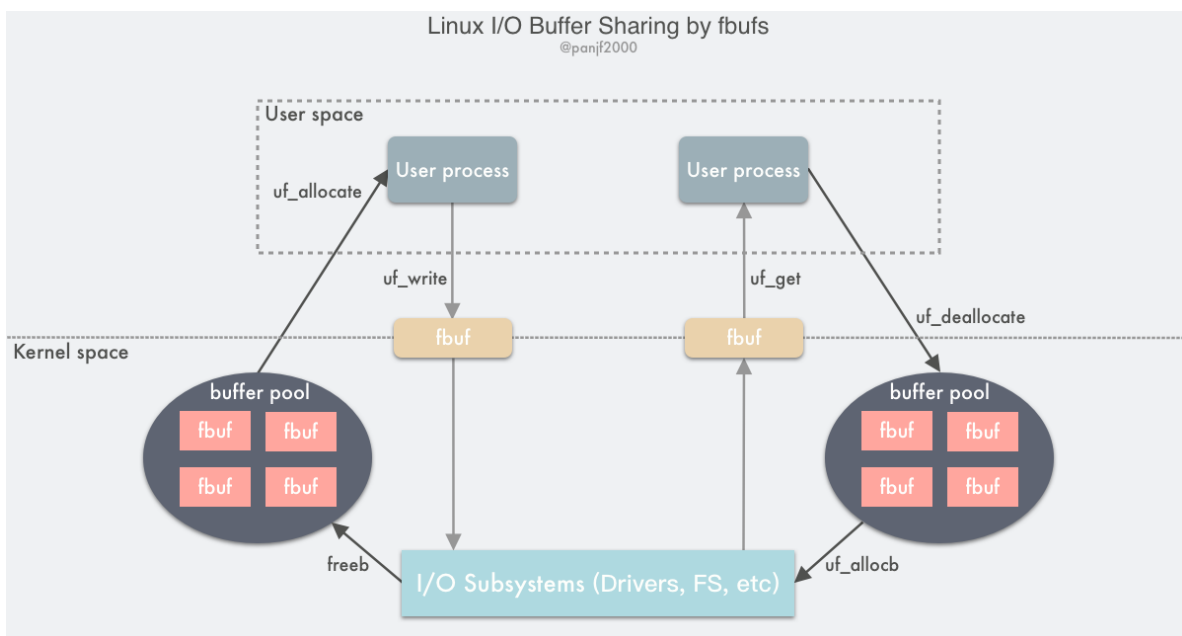 Linux I/O Buffer Sharing by fbufs
@panjf2000
User space
User process
User process
uf_allocate
uf_write
uf_get
uf_deallocate
fbuf
fbuf
Kernel space
buffer pool
fbuf fbuf
fbuf fbuf
buffer pool
fbuf fbuf
fbuf fbuf
freeb
uf_allocb
I/O Subsystems (Drivers, FS, etc)